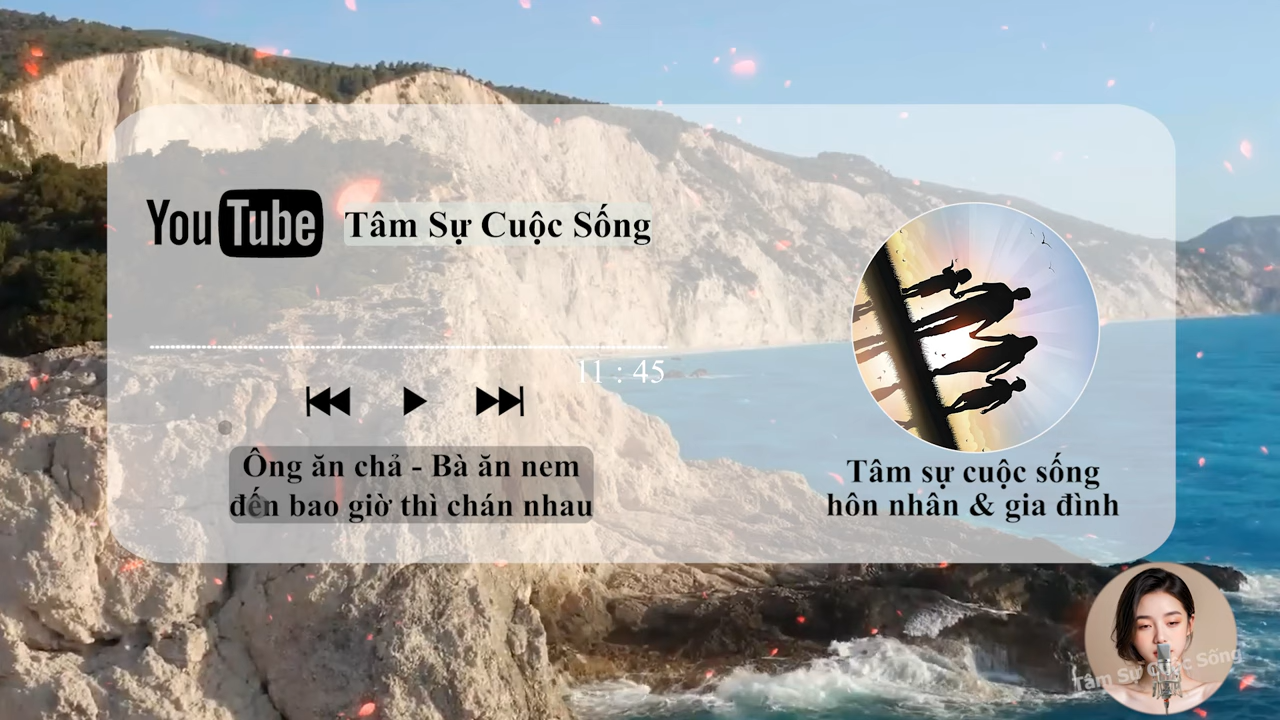 YouTube Tâm Sự Cuộc Sống
11 : 45
Ông ăn chả - Bà ăn nem
đến bao giờ thì chán nhau
Tâm sự cuộc sống
hôn nhân & gia đình
Tâm Sự Cuộc Sống